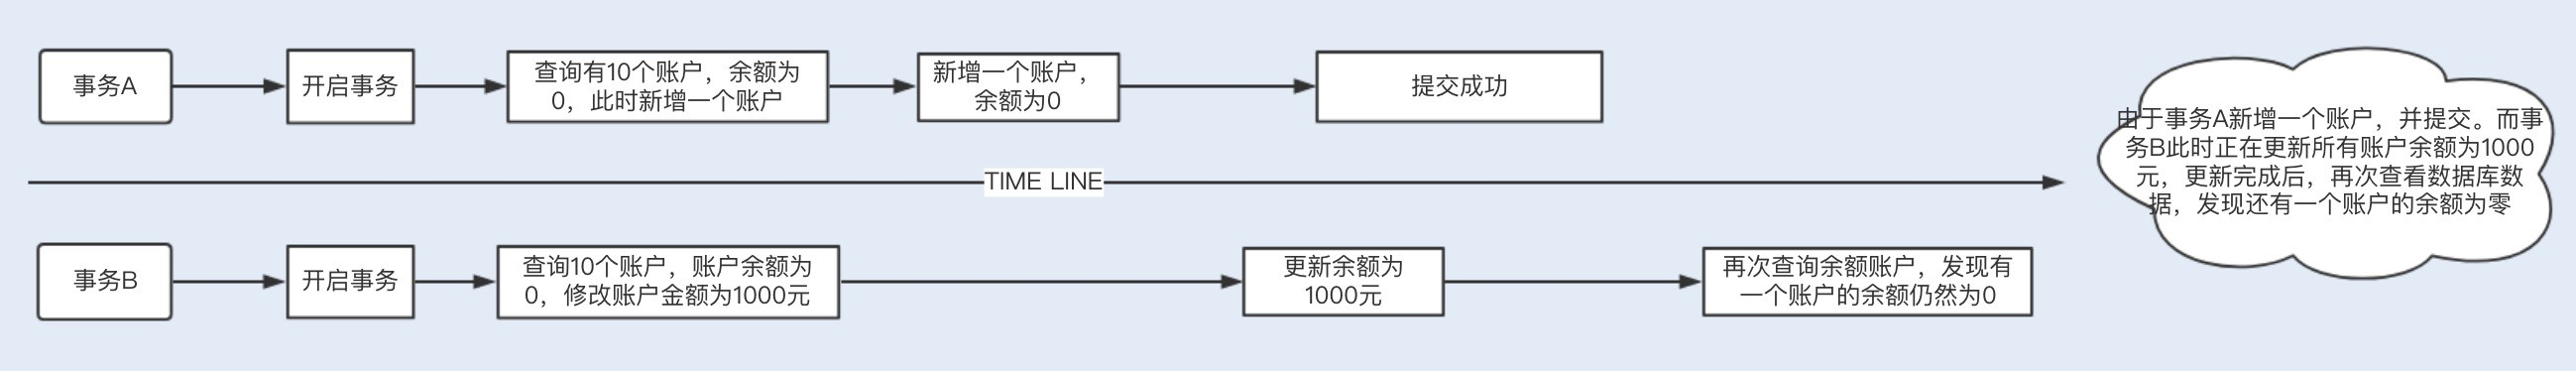 事务A
开启事务
查询有10个账户，余额为
0，此时新增一个账户
新增一个账户，
余额为0
提交成功
由于事务A新增一个账户，并提交。而事
务B此时正在更新所有账户余额为1000
元，更新完成后，再次查看数据库数
据，发现还有一个账户的余额为零
TIME LINE
事务B
开启事务
查询10个账户，账户余额为
0，修改账户金额为1000元
更新余额为
1000元
再次查询余额账户，发现有
一个账户的余额仍然为0